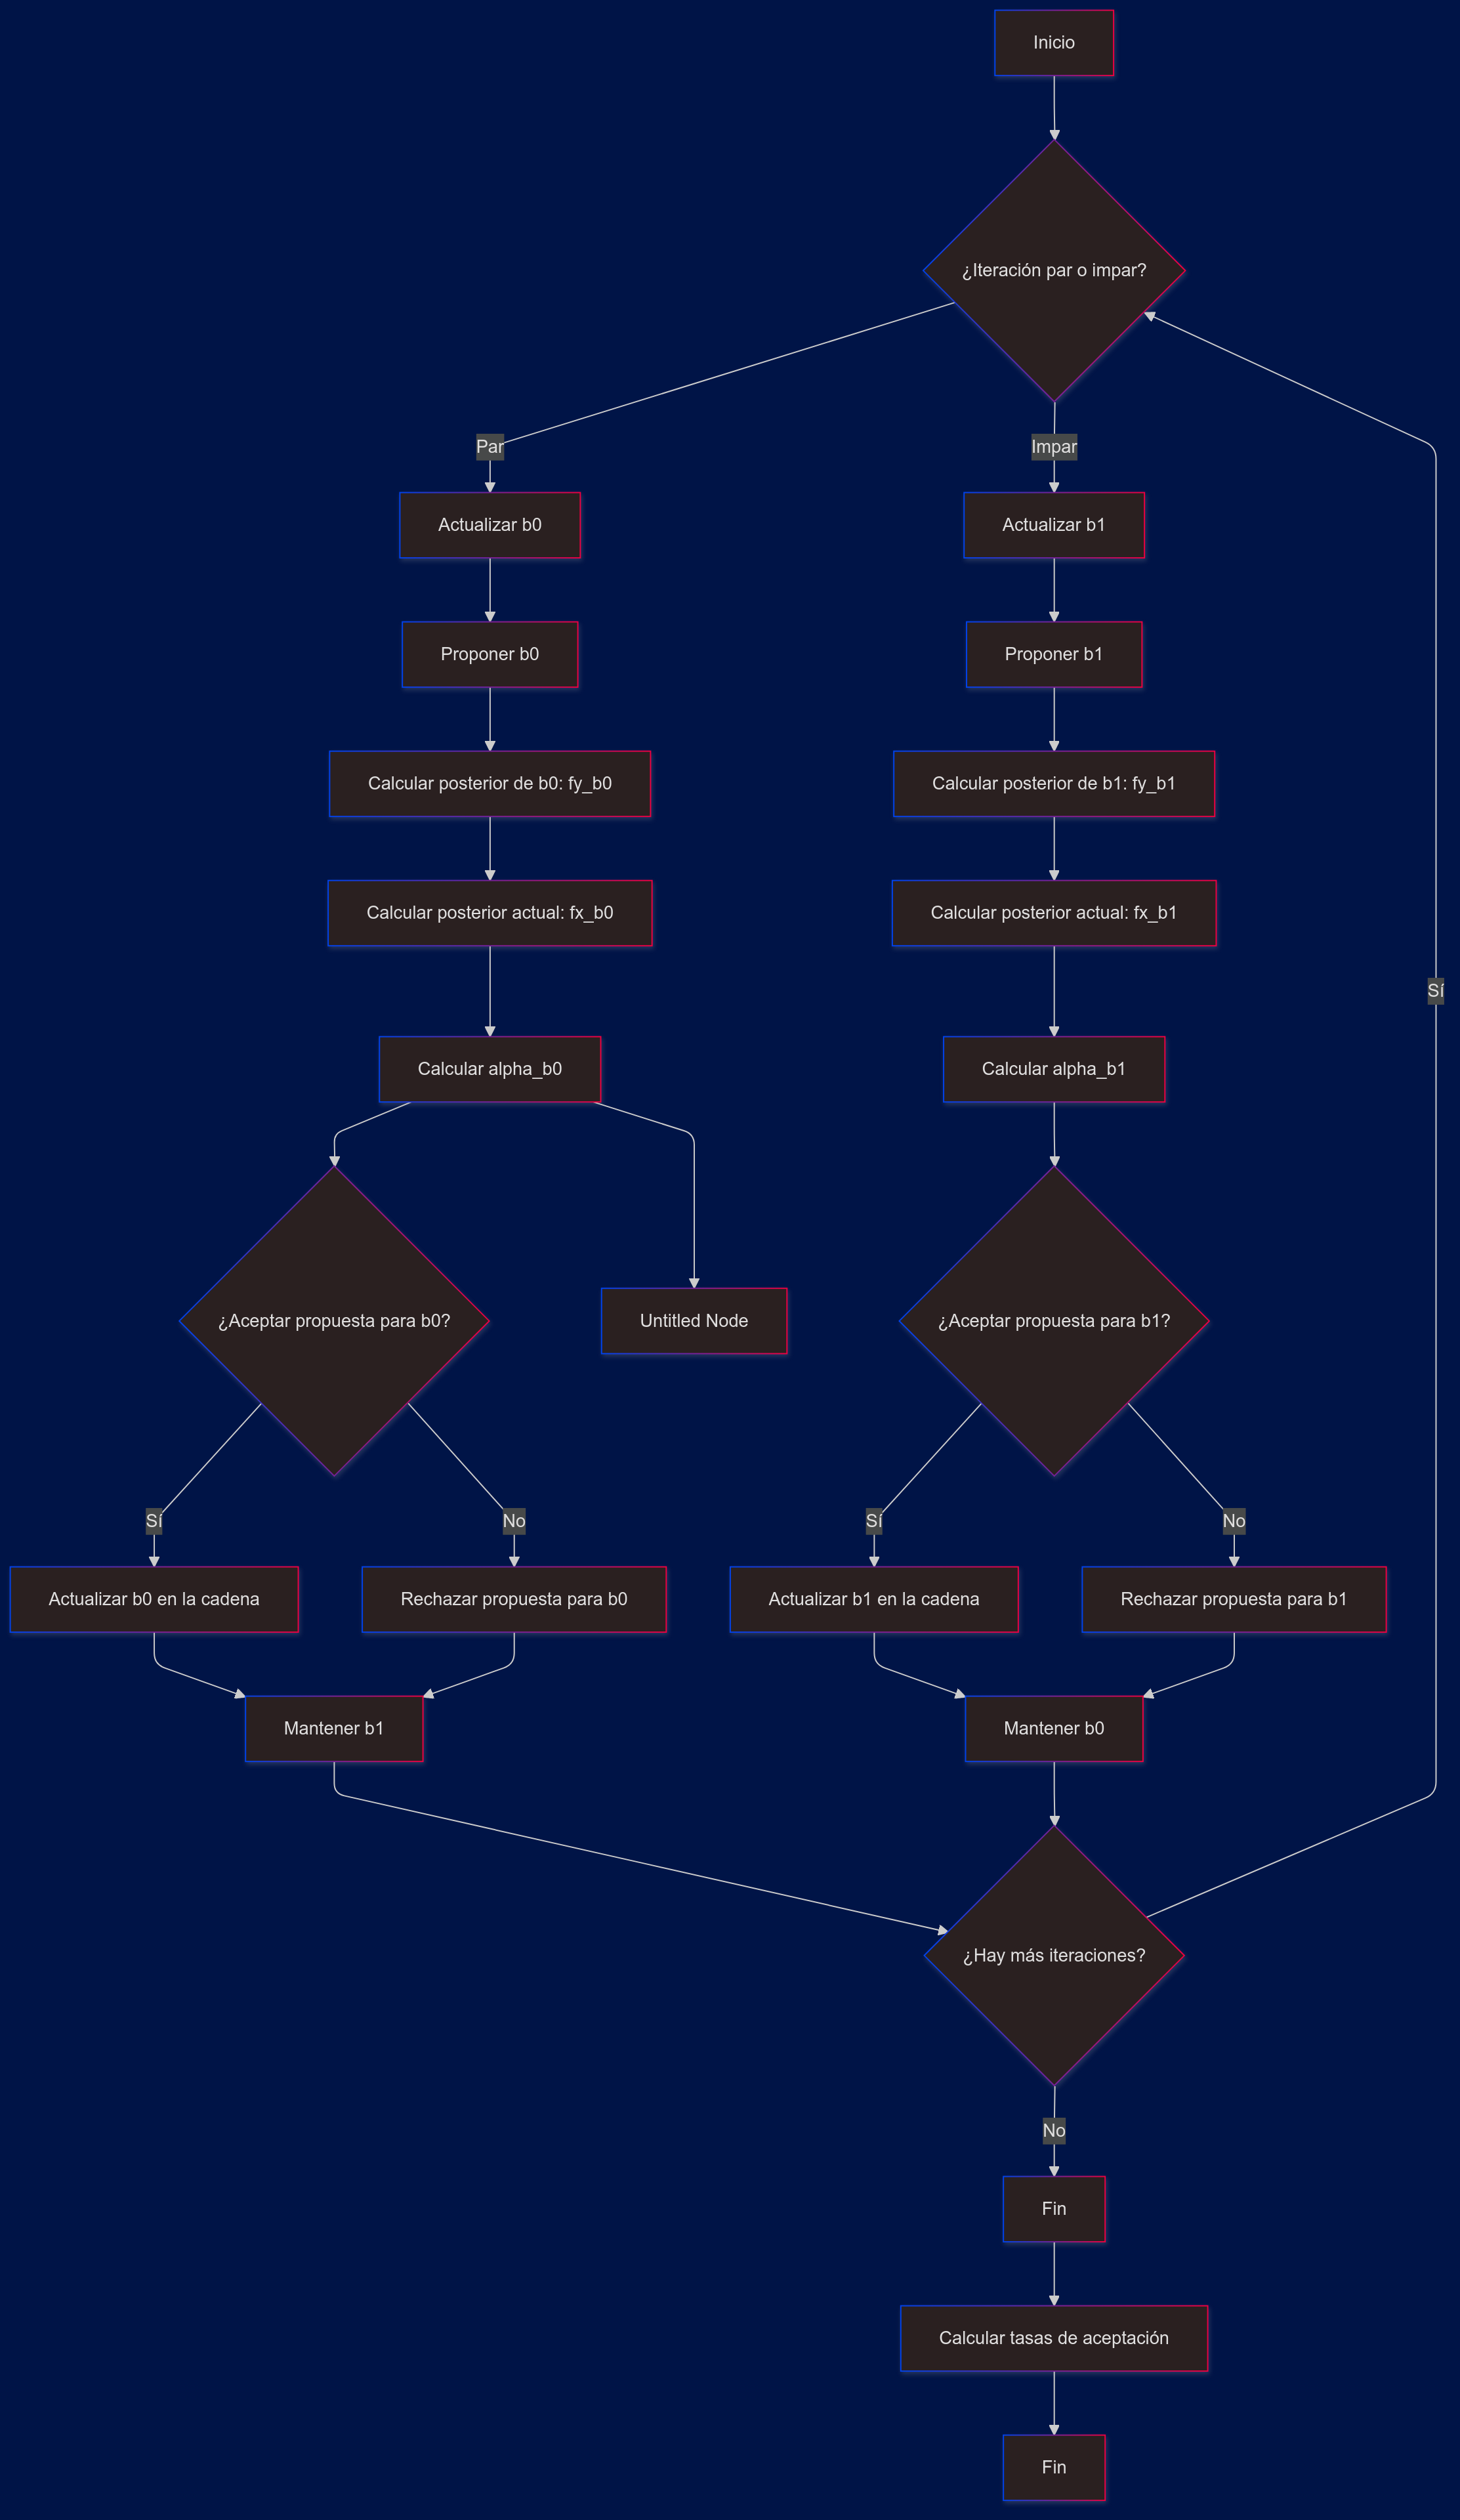 Inicio
¿Iteración par o impar?
Par
Impar
Actualizar b0
Actualizar b1
Proponer b0
Proponer b1
Calcular posterior de b0: fy_b0
Calcular posterior de b1: fy_b1
Calcular posterior actual: fx_b0
Calcular posterior actual: fx_b1
Sí
Calcular alpha_b0
Calcular alpha_b1
¿Aceptar propuesta para b0?
Untitled Node
¿Aceptar propuesta para b1?
Sí
No
Sí
No
Actualizar b0 en la cadena
Rechazar propuesta para b0
Actualizar b1 en la cadena
Rechazar propuesta para b1
Mantener b1
Mantener b0
¿Hay más iteraciones?
No
Fin
Calcular tasas de aceptación
Fin